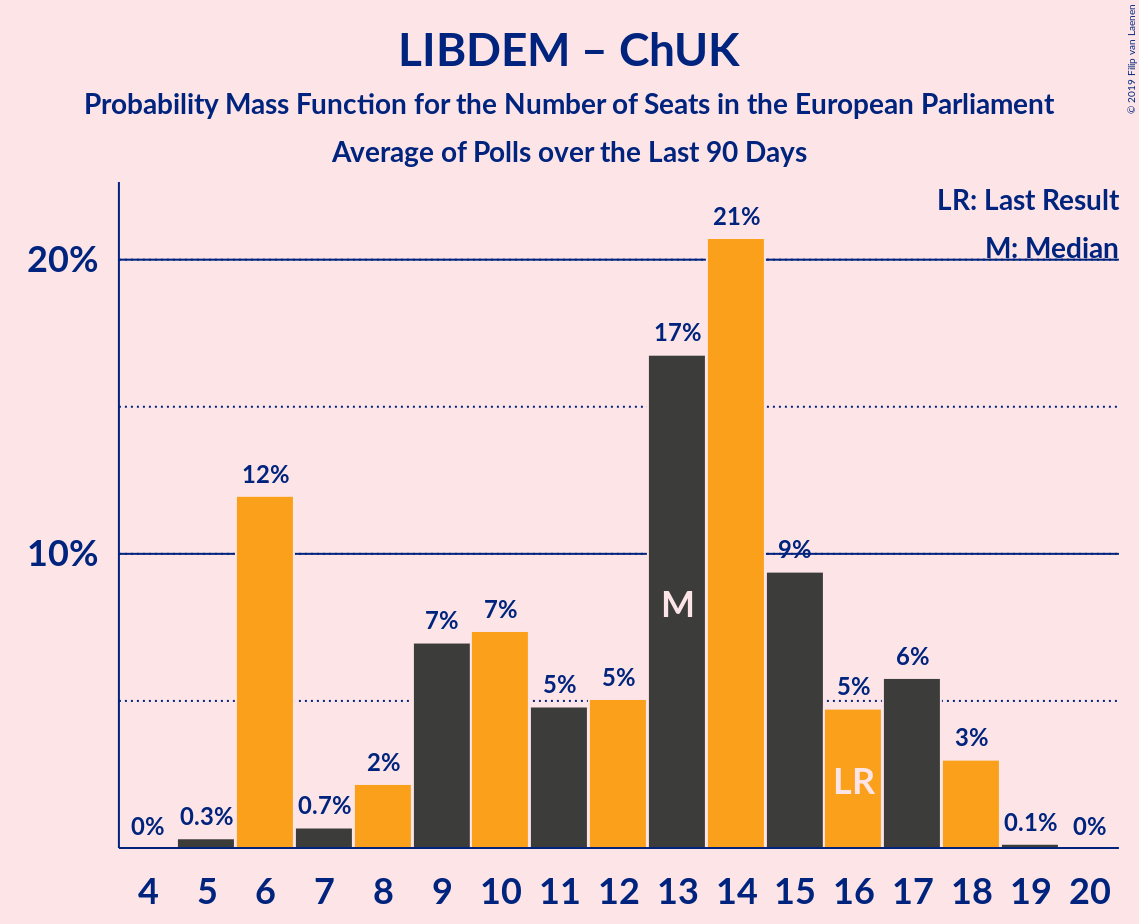 LIBDEM – ChUK
Probability Mass Function for the Number of Seats in the European Parliament
Average of Polls over the Last 90 Days
© 2019 Filip van Laenen
LR: Last Result
M: Median
20%
10%
0%
0.3%
12%
0.7%
2%
7%
7%
5%
5%
17%
21%
9%
5%
6%
3%
0.1%
0%
M
LR
4 5 6 7 8 9 10 11 12 13 14 15 16 17 18 19 20